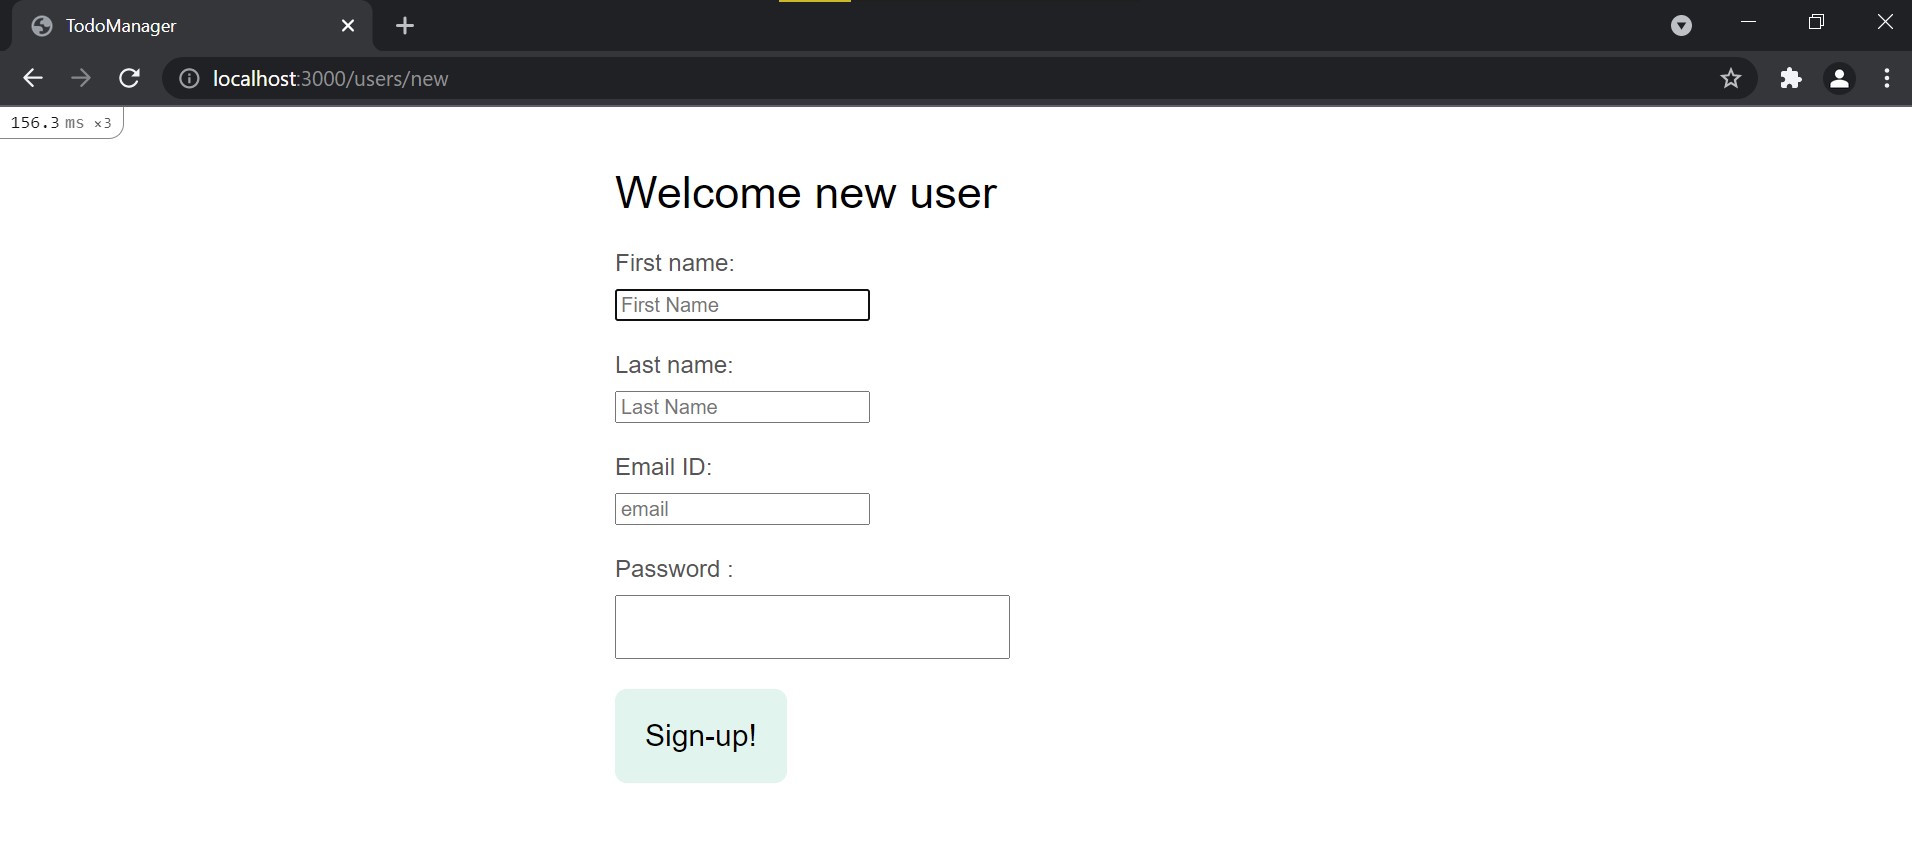 TodoManager
localhost:3000/users/new
156.3 ms ×3
Welcome new user
First name:
First Name
Last name:
Last Name
Email ID:
email
Password :
Sign-up!